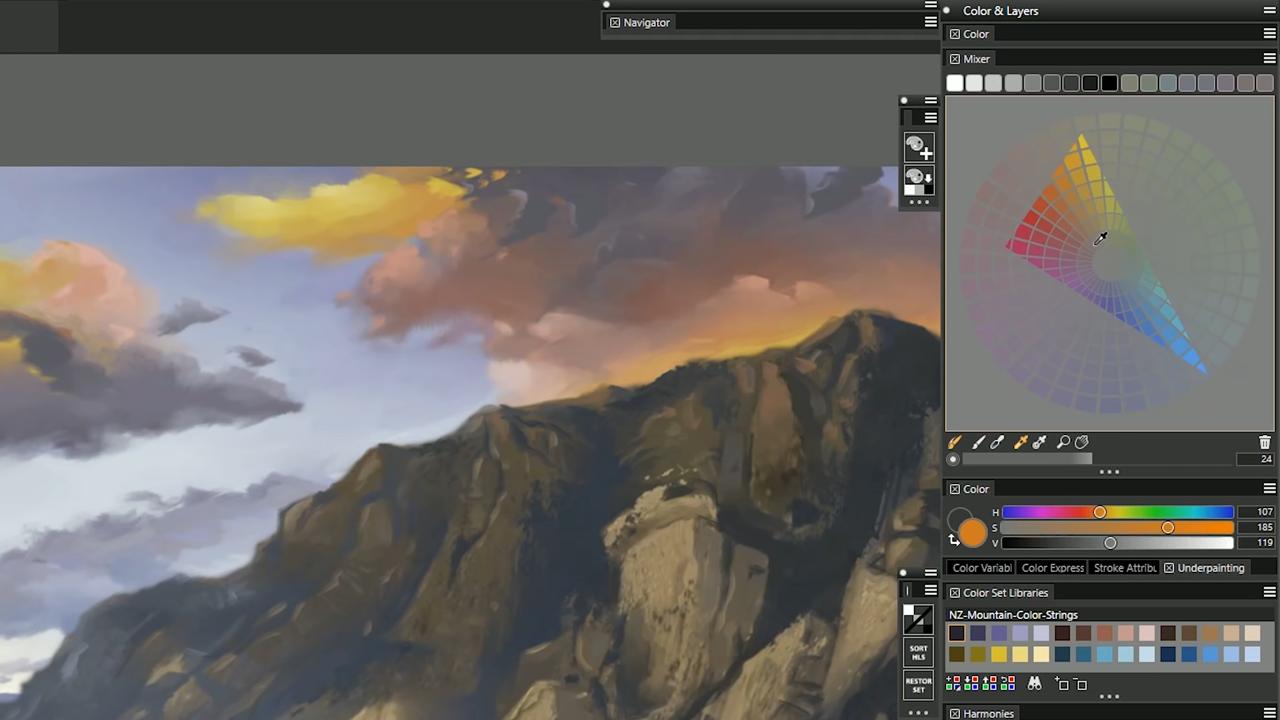 Navigator
Color & Layers
Color
Mixer
24
Color
H 107
S 185
V 119
Color Variabl Color Express Stroke Attribu Underpainting
Color Set Libraries
NZ-Mountain-Color-Strings
SORT
HLS
RESTOR
SET
Harmonies